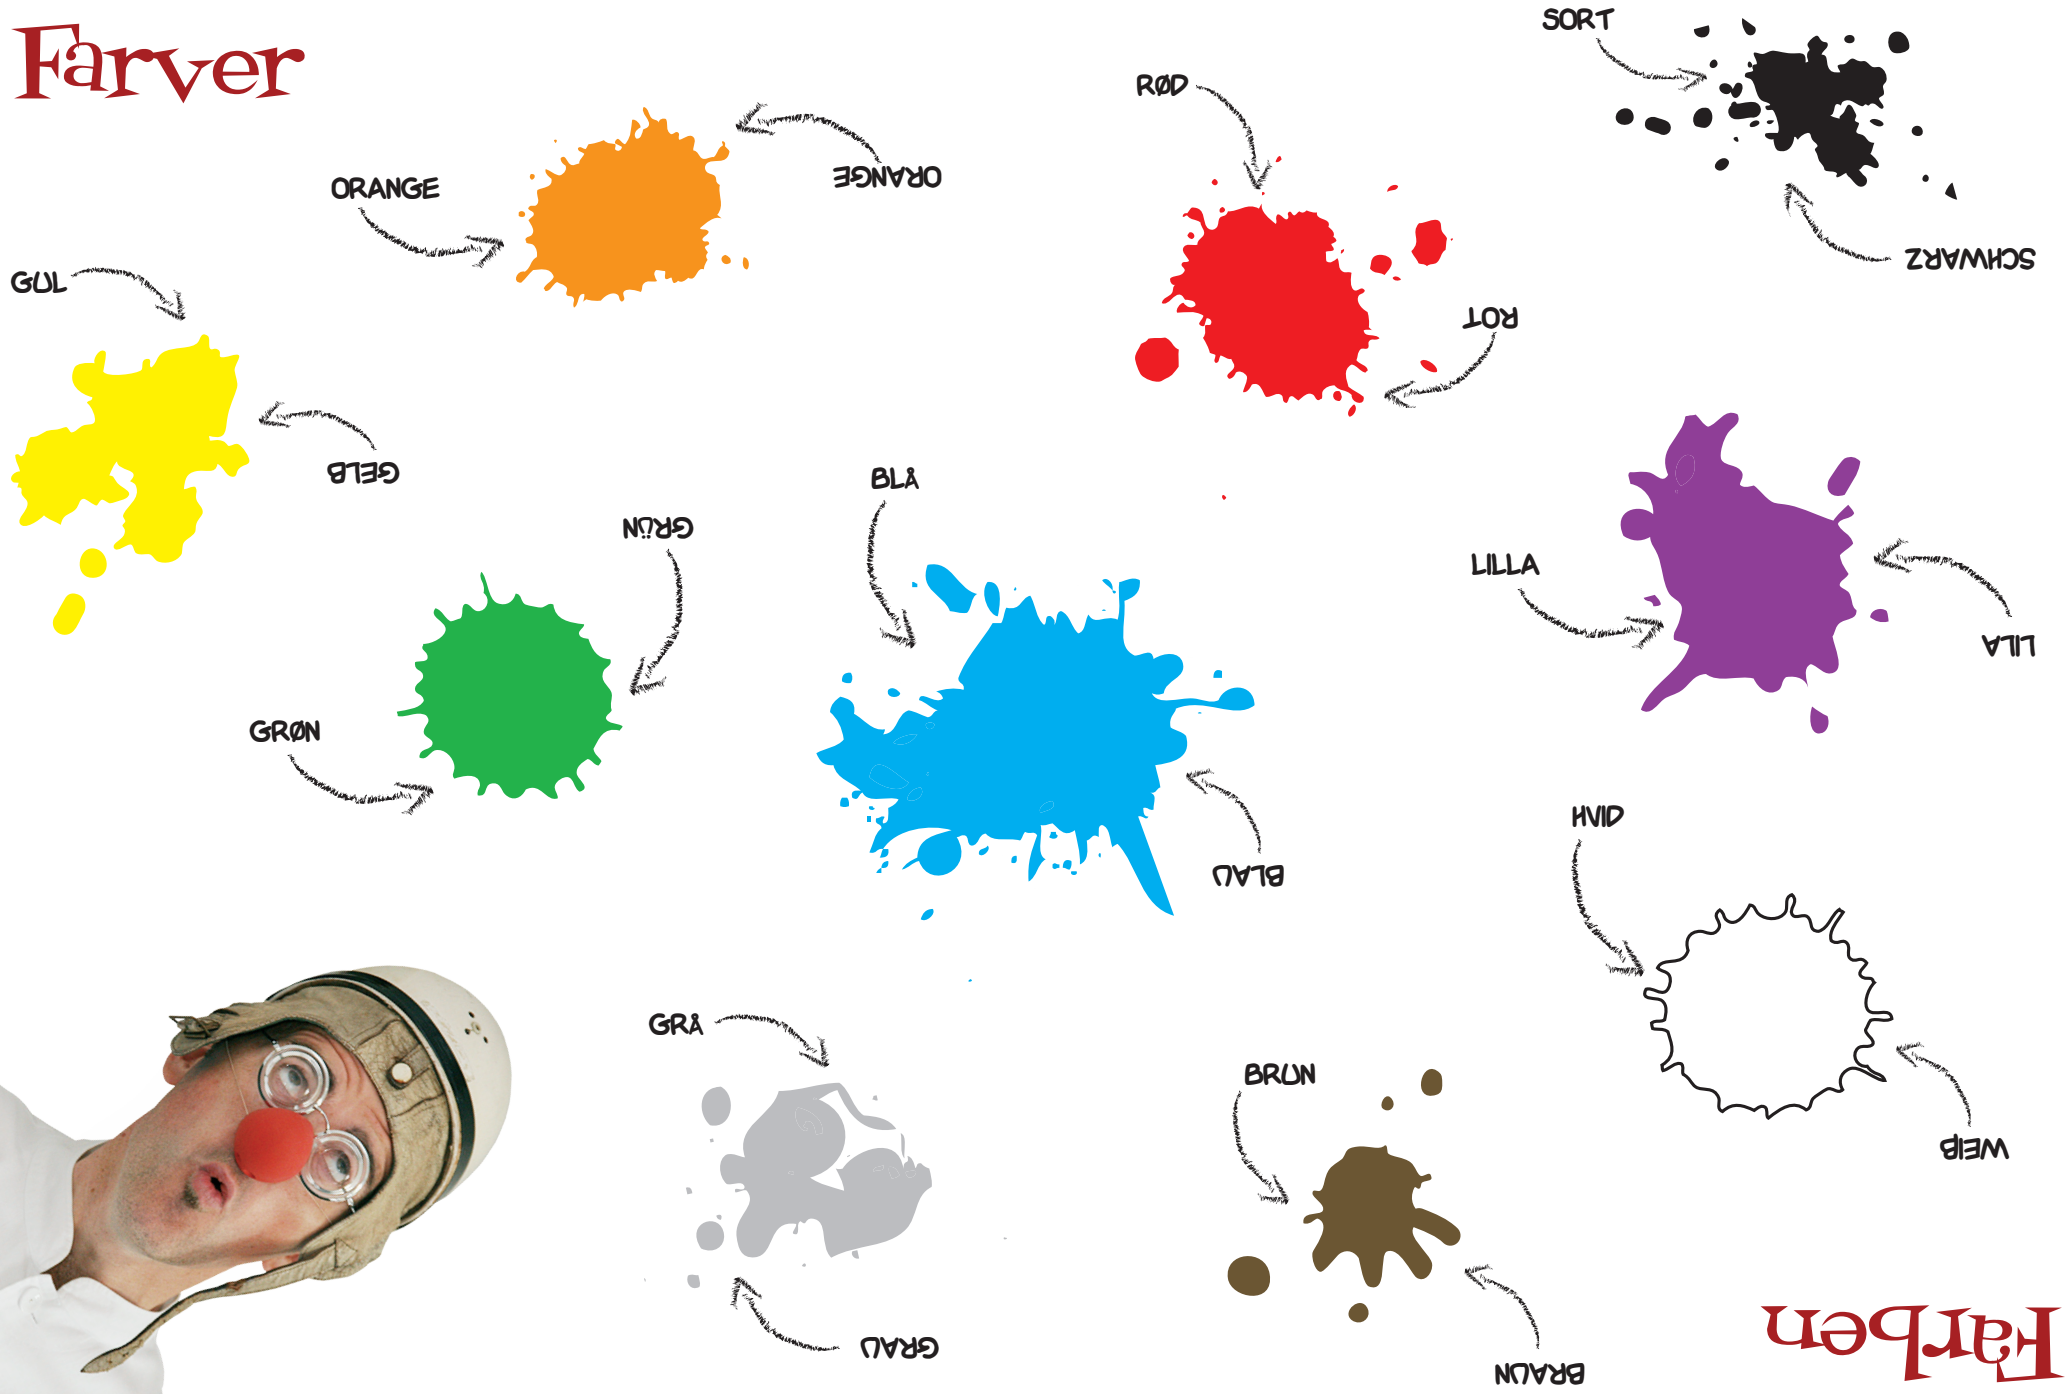 Farver
SORT
RØD
ORANGE
ORANGE
SCHWARZ
GUL
ROT
GELB
BLÅ
GRÜN
LILLA
LILA
GRØN
HVID
BLAU
GRÅ
BRUN
WEIß
GRAU
BRAUN
Farben